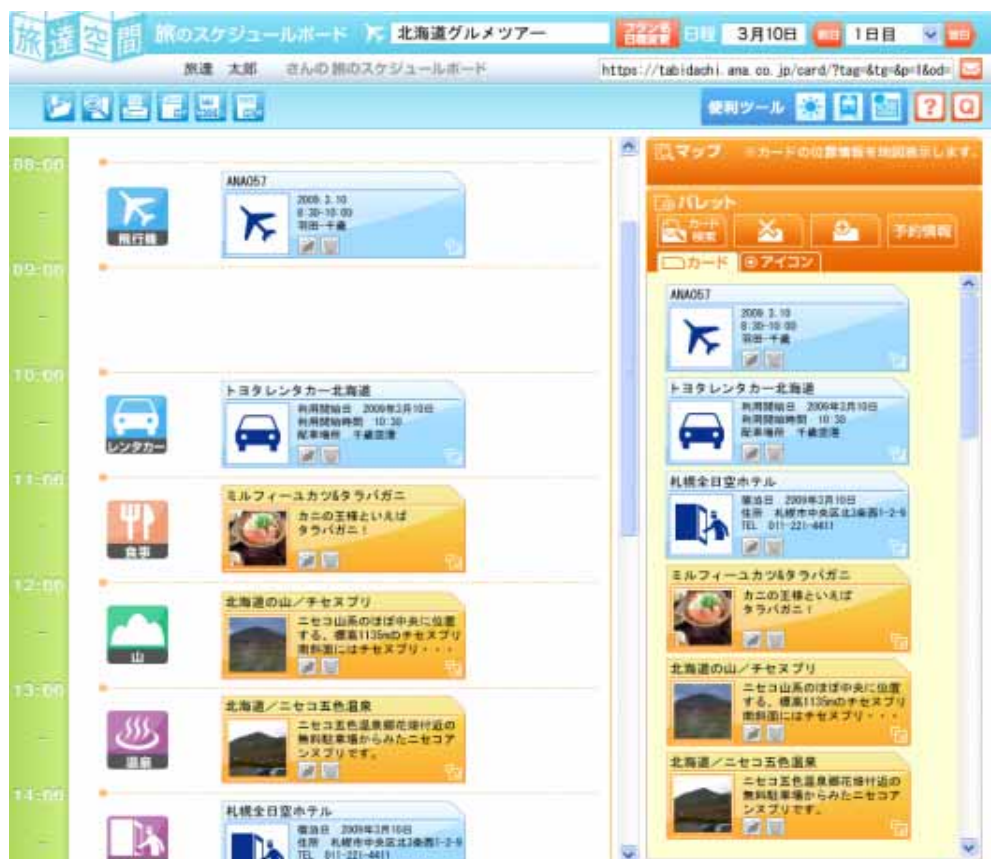 旅達空間 旅のスケジュールボード 北海道グルメツアー プラン名 日程変更 日程 3月10日 前日 1日目 翌日
旅達 太郎 さんの 旅のスケジュールボード https://tabidachi.ana.co.jp/card/?tag=&tg=&p=1&od=
便利ツール ? Q
08:00
飛行機
ANA057
2009.3.10
8:30-10:00
羽田-千歳
09:00
10:00
レンタカー
トヨタレンタカー北海道
利用開始日 2009年3月10日
利用開始時間 10:30
配車場所 千歳空港
11:00
食事
ミルフィーユカツ&タラバガニ
カニの王様といえば
タラバガニ!
12:00
山
北海道の山/チセヌプリ
ニセコ山系のほぼ中央に位置
する、標高1135mのチセヌプリ
南斜面にはチセヌプリ・・・
13:00
温泉
北海道/ニセコ五色温泉
ニセコ五色温泉郷花畑付近の
無料駐車場からみたニセコア
ンヌプリです。
14:00
札幌全日空ホテル
宿泊日 2009年3月10日
住所 札幌市中央区北3条西1-2-9
TEL 011-221-4411
マップ ※カードの位置情報を地図表示します。
パレット
カード検索 予約情報
カード アイコン
ANA057
2009.3.10
8:30-10:00
羽田-千歳
トヨタレンタカー北海道
利用開始日 2009年3月10日
利用開始時間 10:30
配車場所 千歳空港
札幌全日空ホテル
宿泊日 2009年3月10日
住所 札幌市中央区北3条西1-2-9
TEL 011-221-4411
ミルフィーユカツ&タラバガニ
カニの王様といえば
タラバガニ!
北海道の山/チセヌプリ
ニセコ山系のほぼ中央に位置
する、標高1135mのチセヌプリ
南斜面にはチセヌプリ・・・
北海道/ニセコ五色温泉
ニセコ五色温泉郷花畑付近の
無料駐車場からみたニセコア
ンヌプリです。